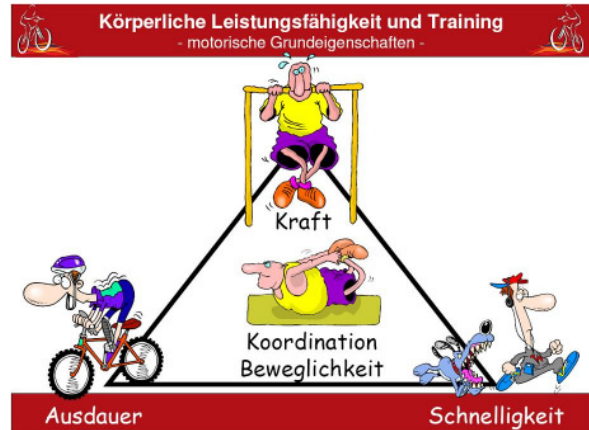 Körperliche Leistungsfähigkeit und Training
- motorische Grundeigenschaften -
Kraft
Koordination
Beweglichkeit
Ausdauer
Schnelligkeit